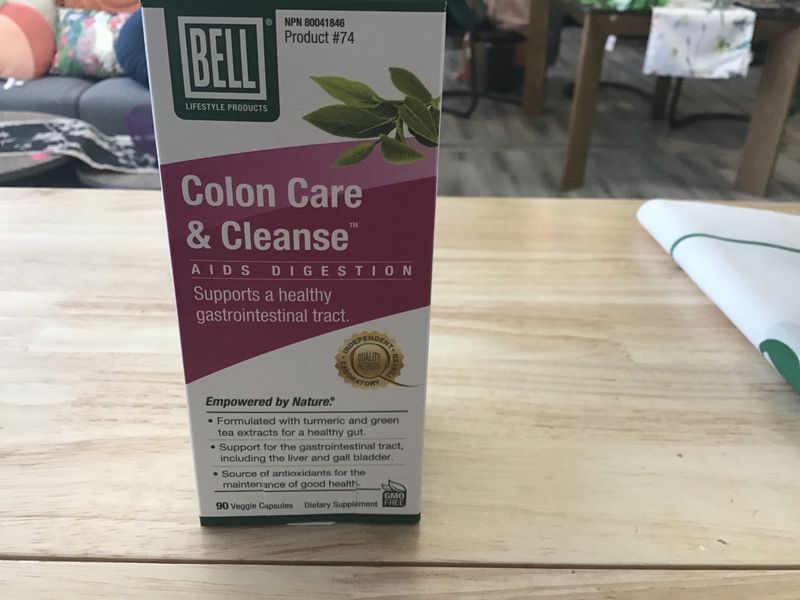 BELL®
LIFESTYLE PRODUCTS
NPN 80041846
Product #74
Colon Care
& Cleanse™
AIDS DIGESTION
Supports a healthy
gastrointestinal tract.
INDEPENDENT
QUALITY
NETWORK
LABORATORY TESTED
Empowered by Nature.®
• Formulated with turmeric and green
tea extracts for a healthy gut.
• Support for the gastrointestinal tract,
including the liver and gall bladder.
• Source of antioxidants for the
maintenance of good health.
90 Veggie Capsules Dietary Supplement
GMO
FREE